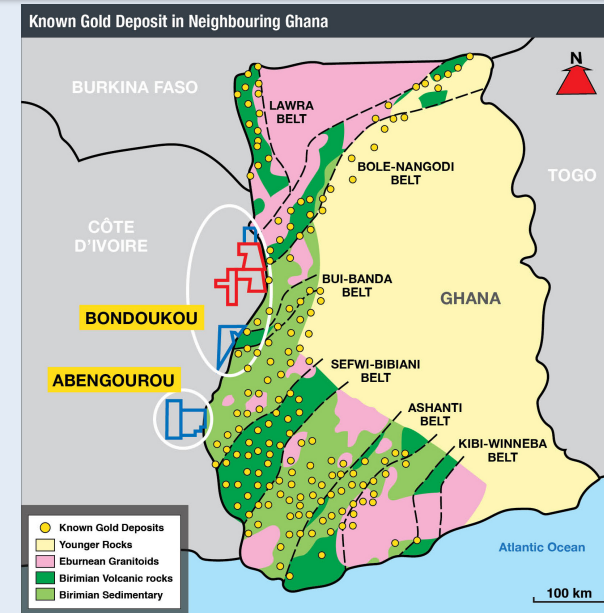 Known Gold Deposit in Neighbouring Ghana
N
BURKINA FASO
LAWRA
BELT
BOLE-NANGODI
BELT
TOGO
CÔTE
D'IVOIRE
BUI-BANDA
BELT
GHANA
BONDOUKOU
SEFWI-BIBIANI
BELT
ABENGOUROU
ASHANTI
BELT
KIBI-WINNEBA
BELT
Known Gold Deposits
Younger Rocks
Eburnean Granitoids
Birimian Volcanic rocks
Birimian Sedimentary
Atlantic Ocean
100 km